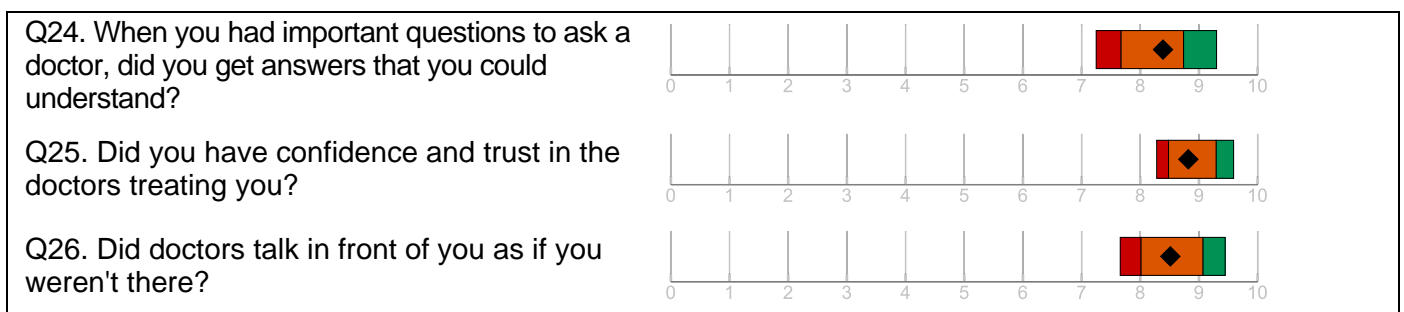 Q24. When you had important questions to ask a
doctor, did you get answers that you could
understand?
0 1 2 3 4 5 6 7 8 9 10
Q25. Did you have confidence and trust in the
doctors treating you?
0 1 2 3 4 5 6 7 8 9 10
Q26. Did doctors talk in front of you as if you
weren't there?
0 1 2 3 4 5 6 7 8 9 10